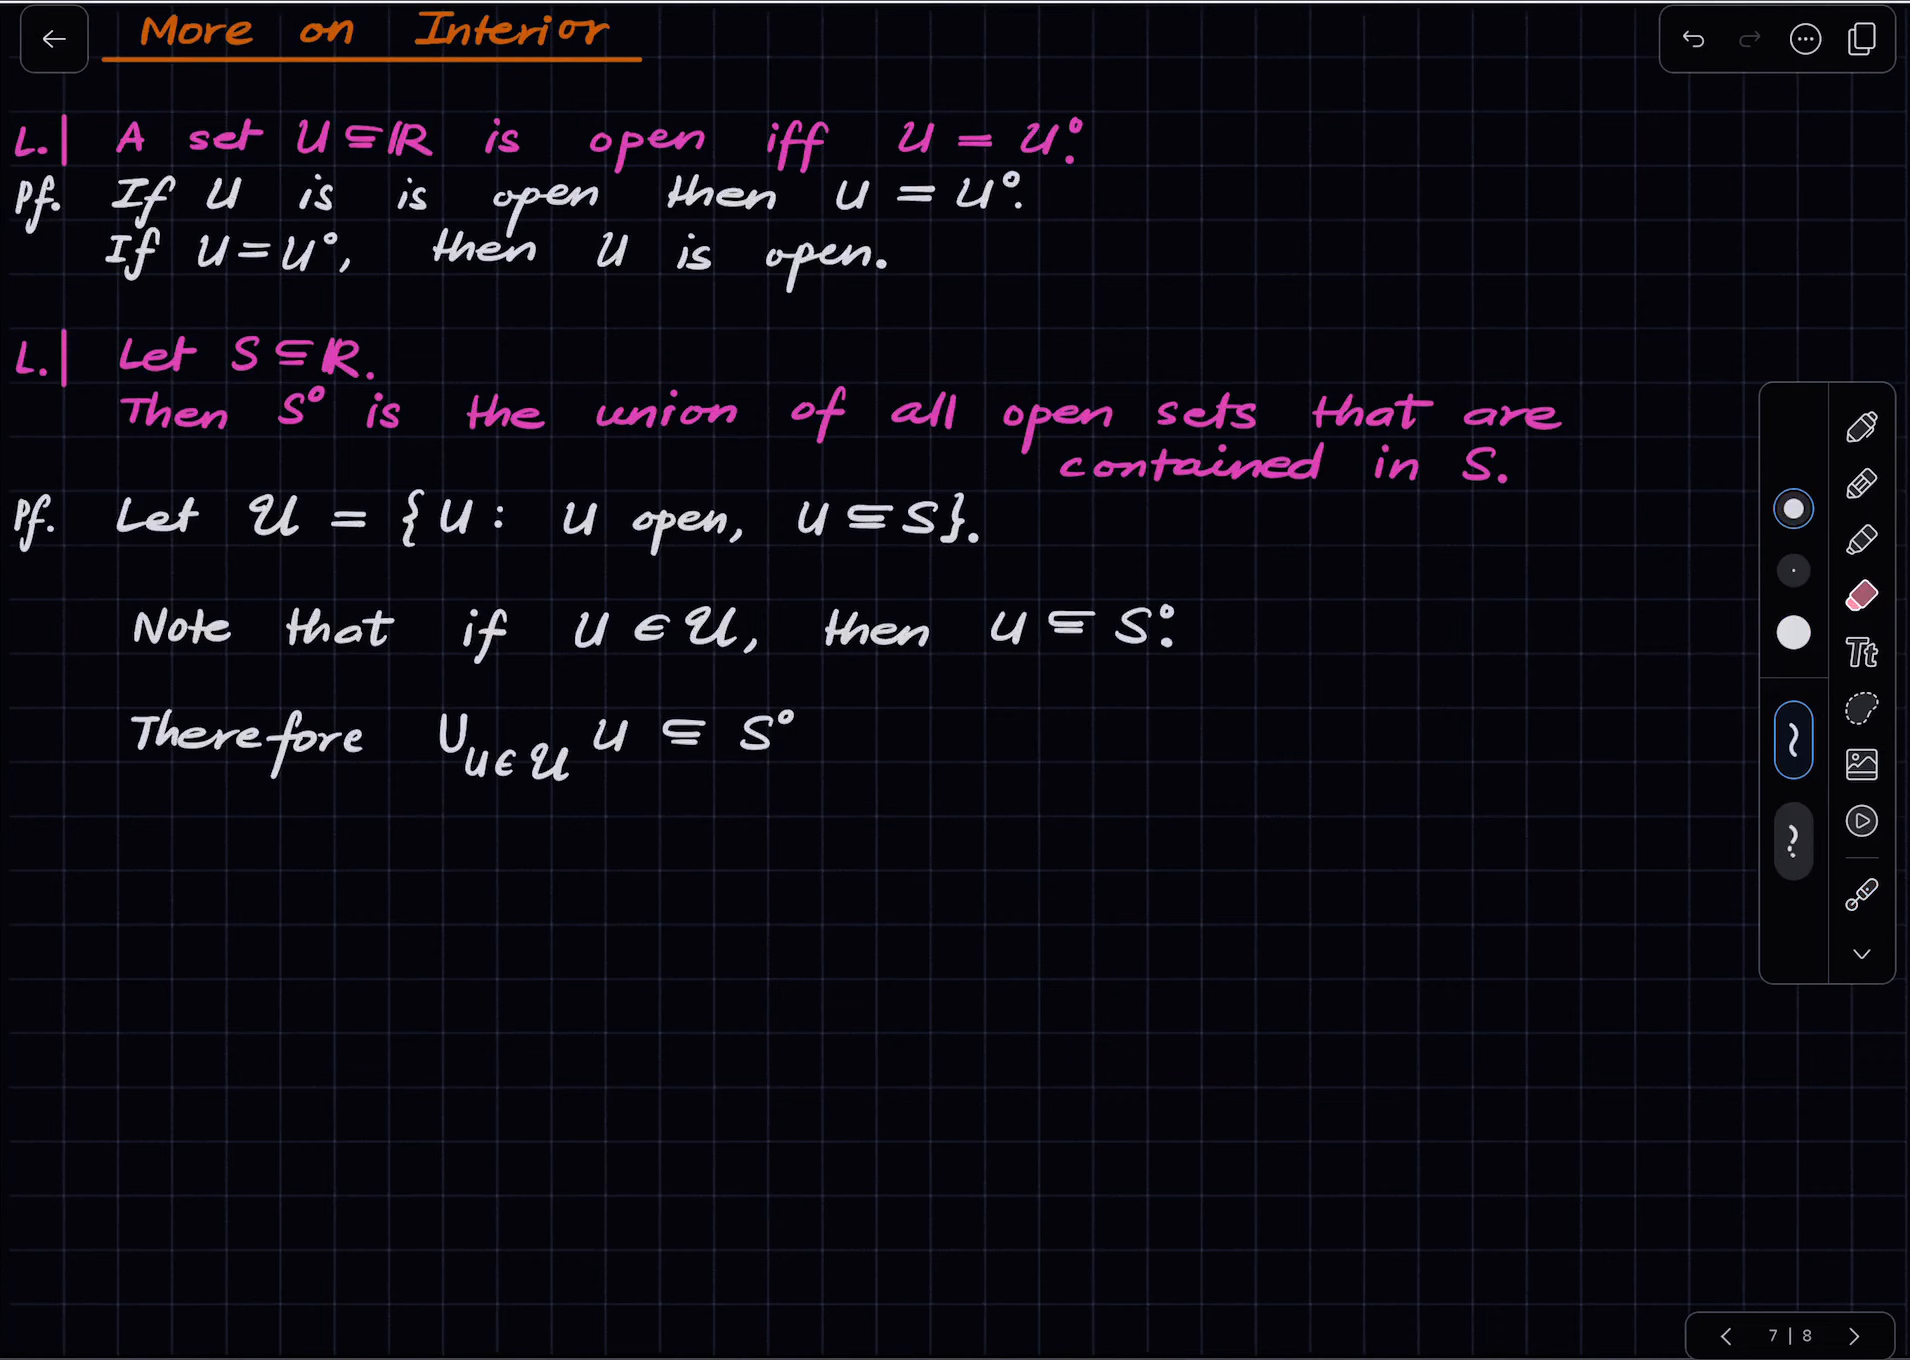 More on Interior
L.| A set U ⊆ ℝ is open iff U = U°.
Pf. If U is is open then U = U°.
If U = U°, then U is open.
L.| Let S ⊆ ℝ.
Then S° is the union of all open sets that are
contained in S.
Pf. Let 𝒰 = {U : U open, U ⊆ S}.
Note that if U ∈ 𝒰, then U ⊆ S°.
Therefore ∪_{U ∈ 𝒰} U ⊆ S°
Tt
7 | 8